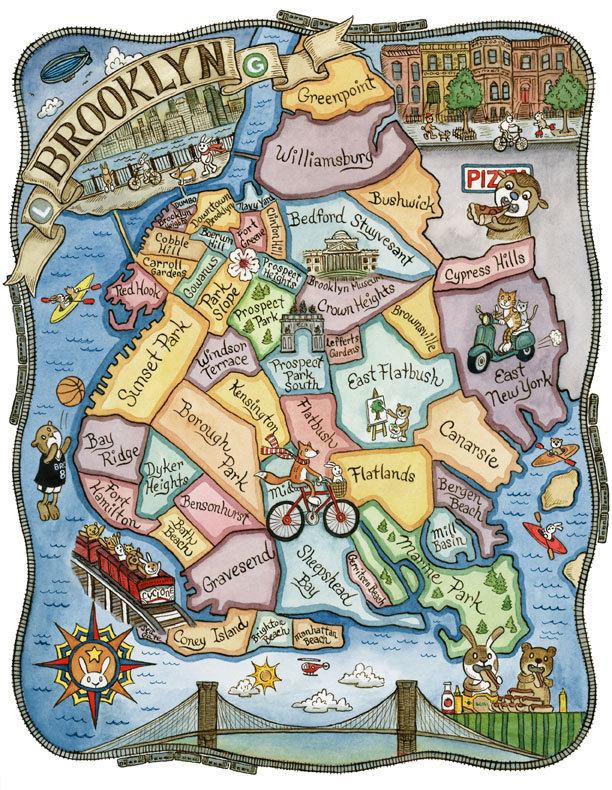 BROOKLYN
G
L
Greenpoint
Williamsburg
Bushwick
PIZZA
DUMBO
Navy Yard
Brooklyn
Heights
Downtown
Brooklyn
Fort
Greene
Clinton Hill
Bedford Stuyvesant
Cobble
Hill
Boerum
Hill
Carroll
Gardens
Gowanus
Prospect
Heights
Brooklyn Museum
Cypress Hills
Red Hook
Park
Slope
Prospect
Park
Crown Heights
Brownsville
Sunset Park
Windsor
Terrace
Lefferts
Gardens
Prospect
Park
South
East Flatbush
East
New York
Kensington
Borough
Park
Flatbush
Canarsie
Bay
Ridge
Dyker
Heights
BRO
8
Fort
Hamilton
Bensonhurst
Mid
Flatlands
Bergen
Beach
Bath
Beach
Mill
Basin
Gravesend
Sheepshead
Bay
Gerritsen Beach
Marine Park
CYCLONE
Coney Island
Brighton
Beach
manhattan
Beach